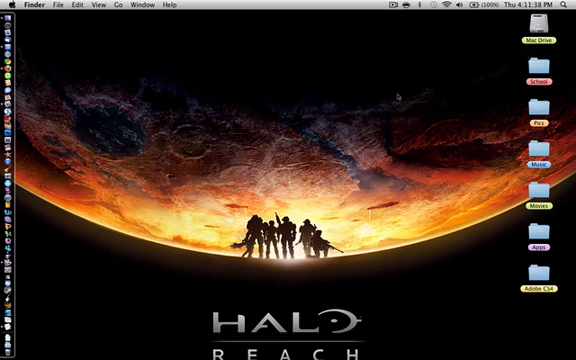 Finder File Edit View Go Window Help
(100%) Thu 4:11:38 PM
Mac Drive
School
Pics
Music
Movies
Apps
Adobe CS4
HALO
REACH